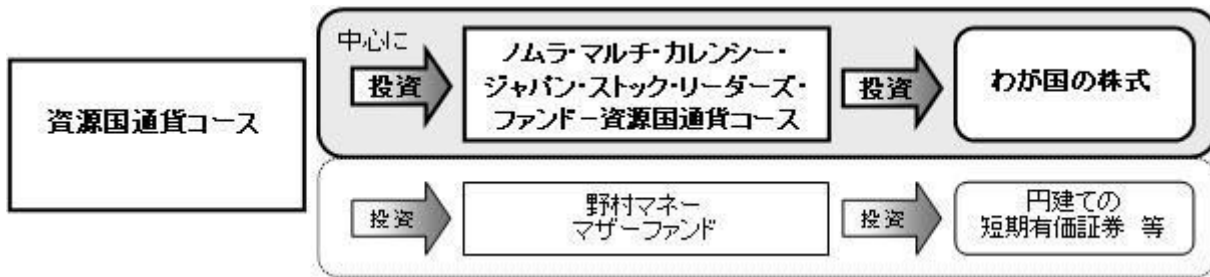 資源国通貨コース
中心に
投資
ノムラ・マルチ・カレンシー・
ジャパン・ストック・リーダーズ・
ファンド－資源国通貨コース
投資
わが国の株式
投資
野村マネー
マザーファンド
投資
円建ての
短期有価証券 等